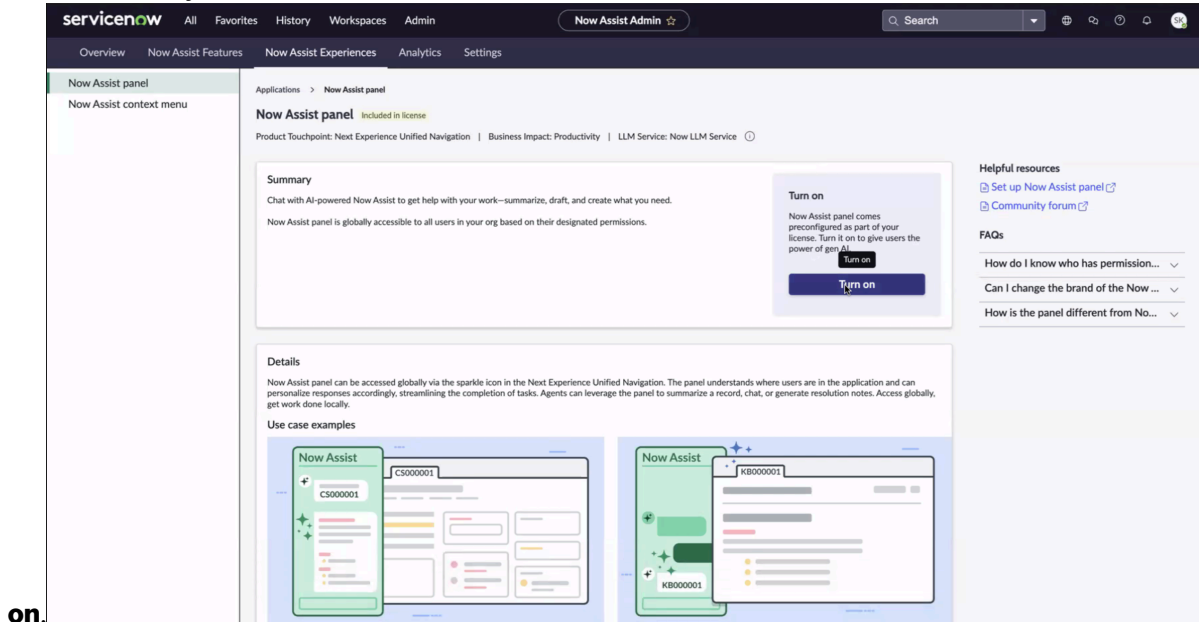 servicenow All Favorites History Workspaces Admin Now Assist Admin Search SK
Overview Now Assist Features Now Assist Experiences Analytics Settings
Now Assist panel
Now Assist context menu
Applications > Now Assist panel
Now Assist panel Included in license
Product Touchpoint: Next Experience Unified Navigation | Business Impact: Productivity | LLM Service: Now LLM Service
Summary
Chat with AI-powered Now Assist to get help with your work—summarize, draft, and create what you need.
Now Assist panel is globally accessible to all users in your org based on their designated permissions.
Turn on
Now Assist panel comes
preconfigured as part of your
license. Turn it on to give users the
power of gen AI.
Turn on
Turn on
Helpful resources
Set up Now Assist panel
Community forum
FAQs
How do I know who has permission...
Can I change the brand of the Now ...
How is the panel different from No...
Details
Now Assist panel can be accessed globally via the sparkle icon in the Next Experience Unified Navigation. The panel understands where users are in the application and can
personalize responses accordingly, streamlining the completion of tasks. Agents can leverage the panel to summarize a record, chat, or generate resolution notes. Access globally,
get work done locally.
Use case examples
Now Assist
CS000001
CS000001
Now Assist
KB000001
KB000001
on.